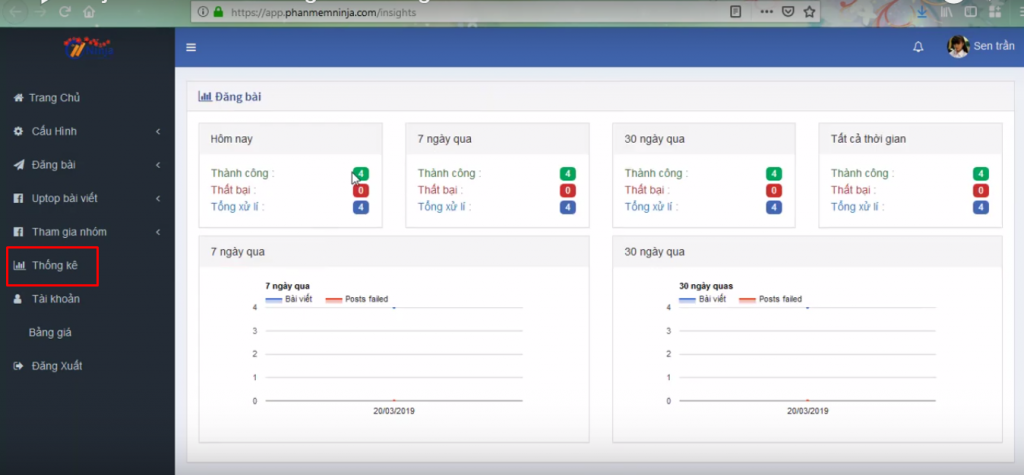 https://app.phanmemninja.com/insights
Sen trần
Trang Chủ
Cấu Hình
Đăng bài
Uptop bài viết
Tham gia nhóm
Thống kê
Tài khoản
Bảng giá
Đăng Xuất
Đăng bài
Hôm nay
Thành công : 4
Thất bại : 0
Tổng xử lí : 4
7 ngày qua
Thành công : 4
Thất bại : 0
Tổng xử lí : 4
30 ngày qua
Thành công : 4
Thất bại : 0
Tổng xử lí : 4
Tất cả thời gian
Thành công : 4
Thất bại : 0
Tổng xử lí : 4
7 ngày qua
7 ngày qua
Bài viết Posts failed
4
3
2
1
0
20/03/2019
30 ngày qua
30 ngày quas
Bài viết Posts failed
4
3
2
1
0
20/03/2019